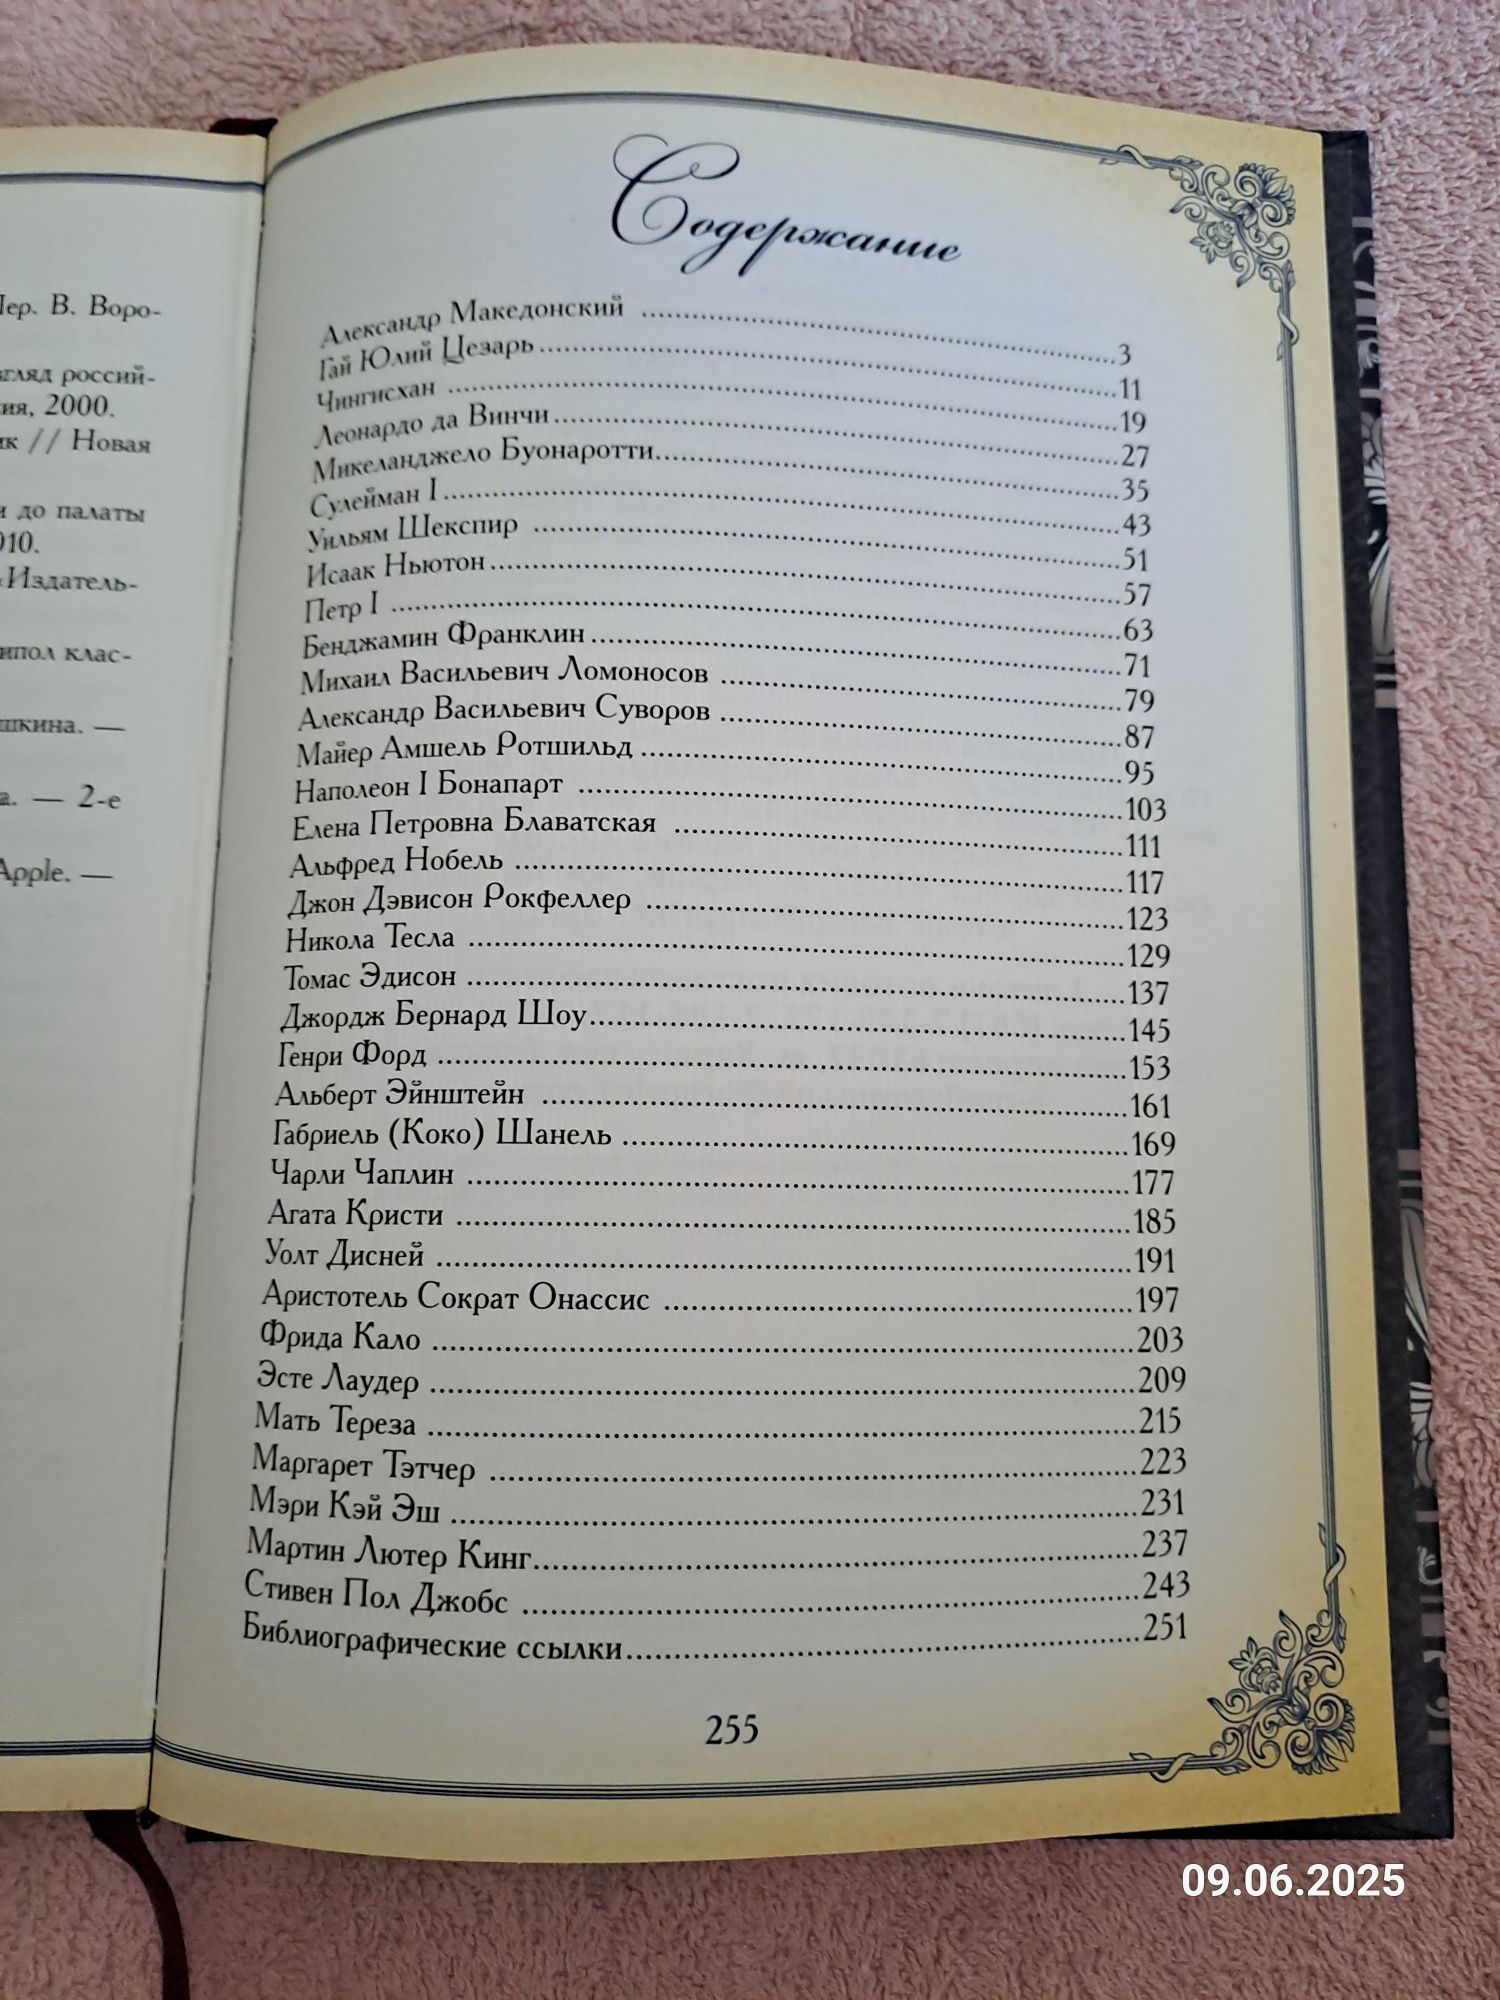 Пер. В. Воро-
згляд россий-
ия, 2000.
ик // Новая
и до палаты
010.
«Издатель-
ипол клас-
шкина. —
а. — 2-е
Apple. —
Содержание
Александр Македонский ........ 3
Гай Юлий Цезарь ........ 11
Чингисхан ........ 19
Леонардо да Винчи ........ 27
Микеланджело Буонаротти ........ 35
Сулейман I ........ 43
Уильям Шекспир ........ 51
Исаак Ньютон ........ 57
Петр I ........ 63
Бенджамин Франклин ........ 71
Михаил Васильевич Ломоносов ........ 79
Александр Васильевич Суворов ........ 87
Майер Амшель Ротшильд ........ 95
Наполеон I Бонапарт ........ 103
Елена Петровна Блаватская ........ 111
Альфред Нобель ........ 117
Джон Дэвисон Рокфеллер ........ 123
Никола Тесла ........ 129
Томас Эдисон ........ 137
Джордж Бернард Шоу ........ 145
Генри Форд ........ 153
Альберт Эйнштейн ........ 161
Габриель (Коко) Шанель ........ 169
Чарли Чаплин ........ 177
Агата Кристи ........ 185
Уолт Дисней ........ 191
Аристотель Сократ Онассис ........ 197
Фрида Кало ........ 203
Эсте Лаудер ........ 209
Мать Тереза ........ 215
Маргарет Тэтчер ........ 223
Мэри Кэй Эш ........ 231
Мартин Лютер Кинг ........ 237
Стивен Пол Джобс ........ 243
Библиографические ссылки ........ 251
255
09.06.2025